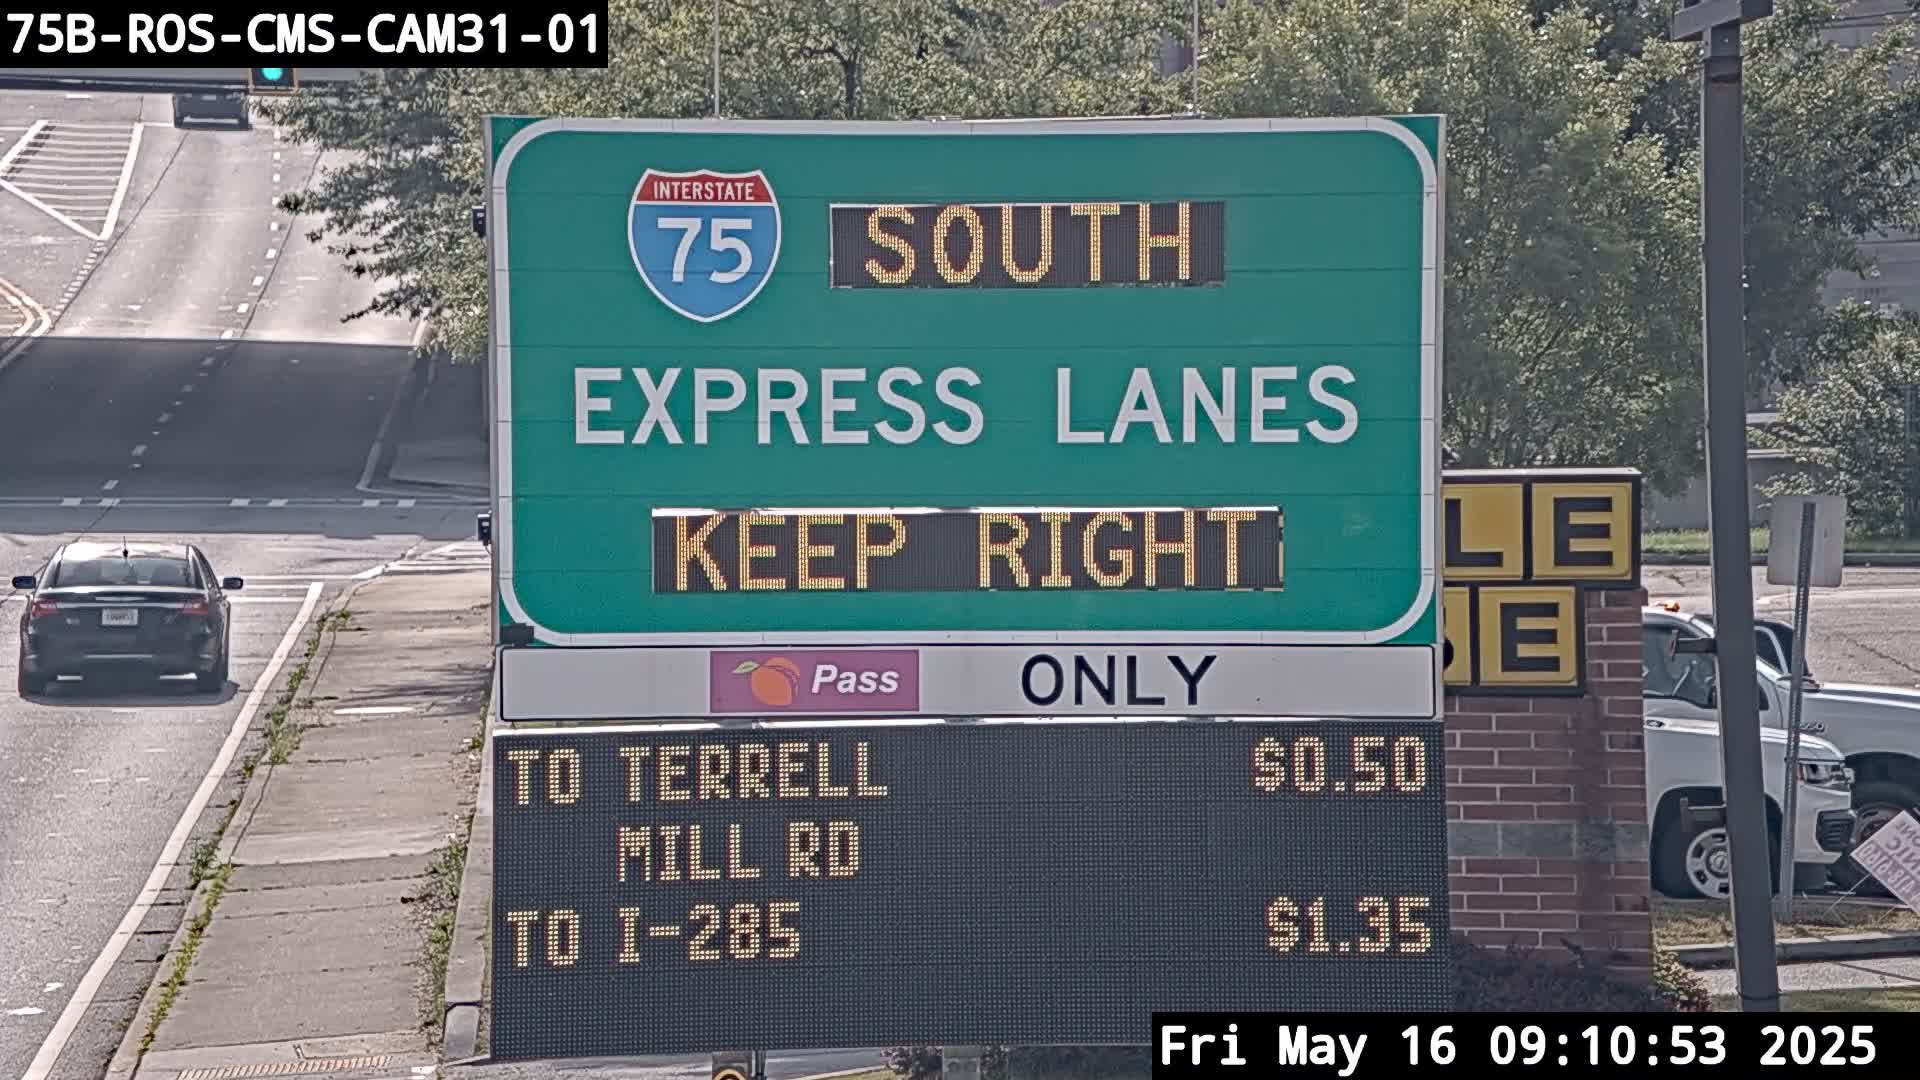 75B-ROS-CMS-CAM31-01
INTERSTATE
75
SOUTH
EXPRESS LANES
KEEP RIGHT
Pass ONLY
TO TERRELL $0.50
MILL RD
TO I-285 $1.35
LE
E
Fri May 16 09:10:53 2025